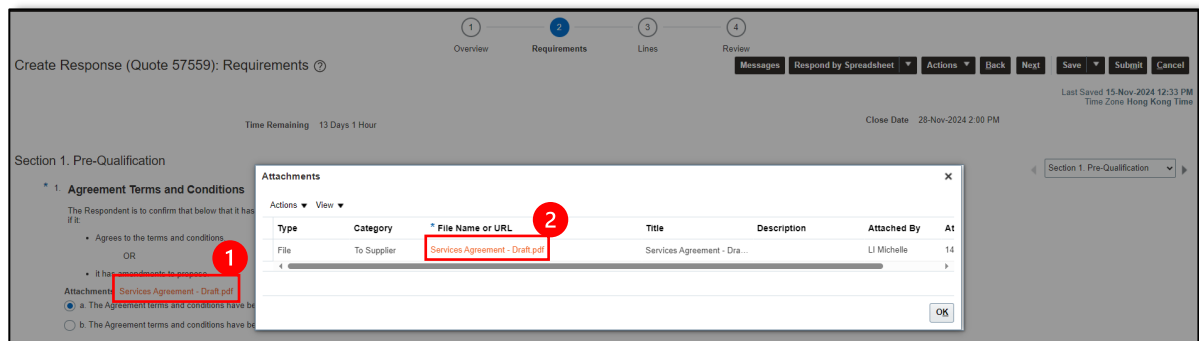 1 2 3 4
Overview Requirements Lines Review
Create Response (Quote 57559): Requirements ?
Messages Respond by Spreadsheet Actions Back Next Save Submit Cancel
Last Saved 15-Nov-2024 12:33 PM
Time Zone Hong Kong Time
Time Remaining 13 Days 1 Hour
Close Date 28-Nov-2024 2:00 PM
Section 1. Pre-Qualification
Section 1. Pre-Qualification
* 1. Agreement Terms and Conditions
The Respondent is to confirm that below that it has
if it:
• Agrees to the terms and conditions
OR
• it has amendments to propose
1
Attachments Services Agreement - Draft.pdf
a. The Agreement terms and conditions have be
b. The Agreement terms and conditions have be
Attachments
Actions View
2
Type Category * File Name or URL Title Description Attached By At
File To Supplier Services Agreement - Draft.pdf Services Agreement - Dra... LI Michelle 14
OK